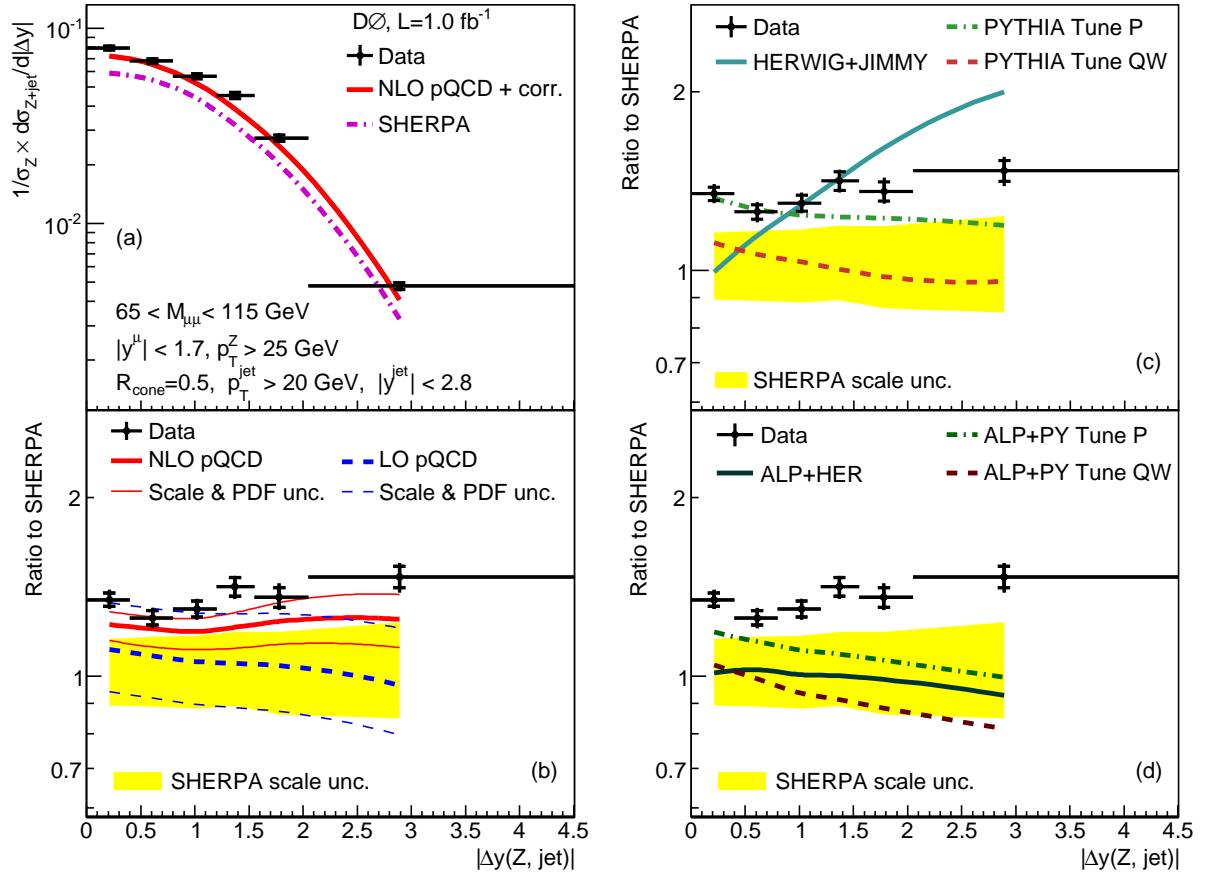 DØ, L=1.0 fb⁻¹
Data
NLO pQCD + corr.
SHERPA
1/σ_Z × dσ_{Z+jet}/d|Δy|
10⁻¹
10⁻²
(a)
65 < M_{μμ} < 115 GeV
|y^μ| < 1.7, p_T^Z > 25 GeV
R_{cone}=0.5, p_T^{jet} > 20 GeV, |y^{jet}| < 2.8
Data
HERWIG+JIMMY
PYTHIA Tune P
PYTHIA Tune QW
Ratio to SHERPA
2
1
0.7
(c)
SHERPA scale unc.
Data
NLO pQCD
LO pQCD
Scale & PDF unc.
Scale & PDF unc.
Ratio to SHERPA
2
1
0.7
(b)
SHERPA scale unc.
0 0.5 1 1.5 2 2.5 3 3.5 4 4.5
|Δy(Z, jet)|
Data
ALP+HER
ALP+PY Tune P
ALP+PY Tune QW
Ratio to SHERPA
2
1
0.7
(d)
SHERPA scale unc.
0 0.5 1 1.5 2 2.5 3 3.5 4 4.5
|Δy(Z, jet)|